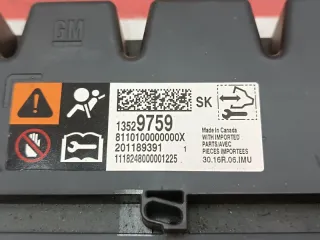 GM
13529759
SK
8110100000000X
201189391
1
1118248000001225
Made in Canada
WITH IMPORTED
PARTS/AVEC
PIECES IMPORTEES
30.16R.06.IMU